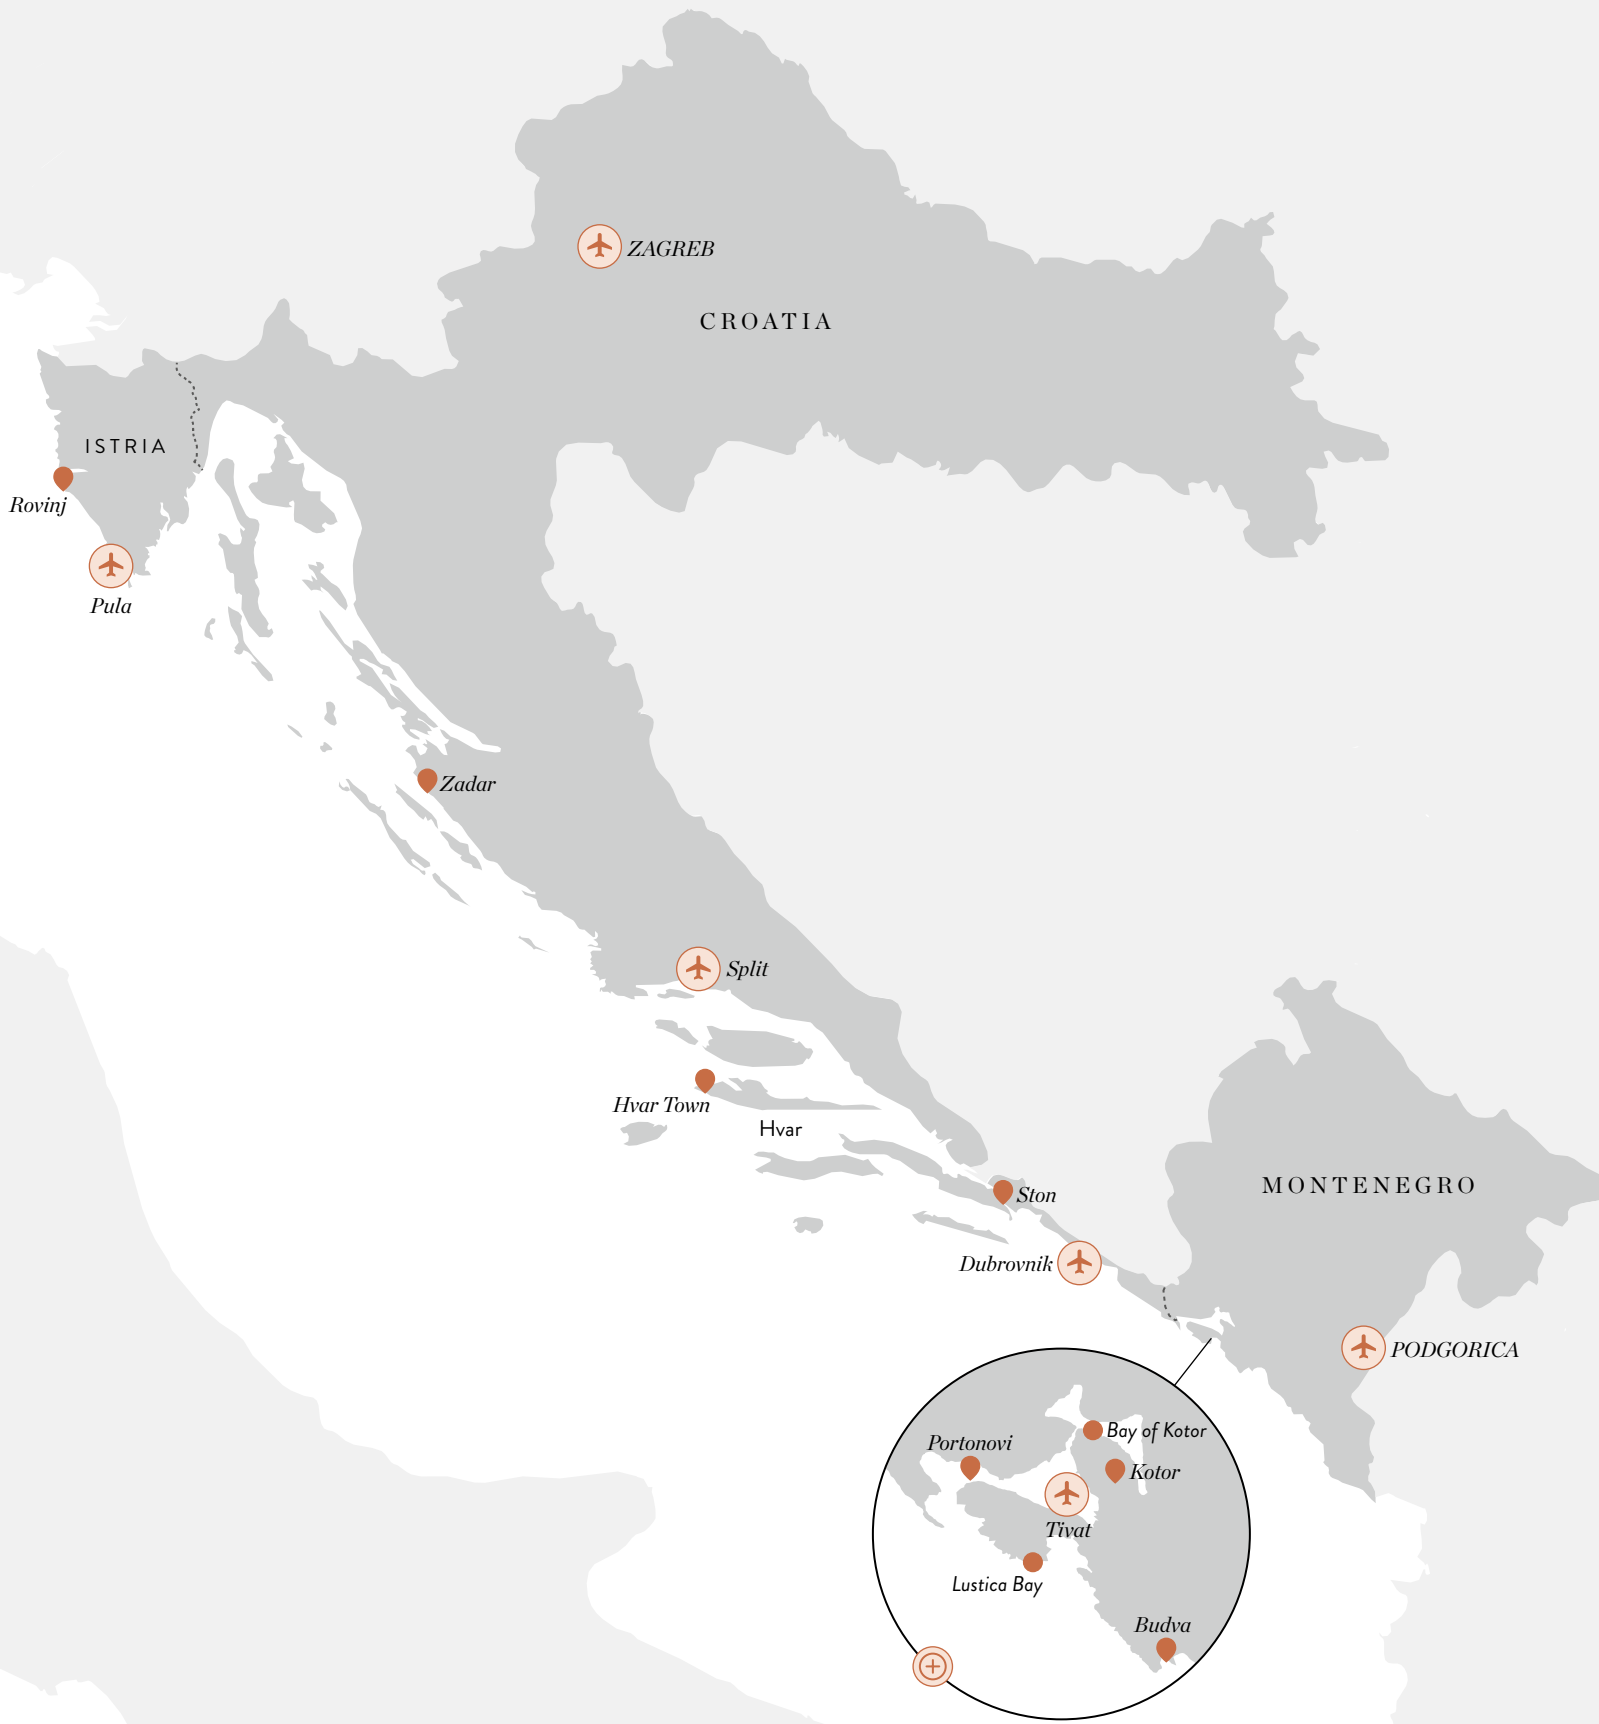 ZAGREB
CROATIA
ISTRIA
Rovinj
Pula
Zadar
Split
Hvar Town
Hvar
MONTENEGRO
Ston
Dubrovnik
PODGORICA
Bay of Kotor
Portonovi
Kotor
Tivat
Lustica Bay
Budva